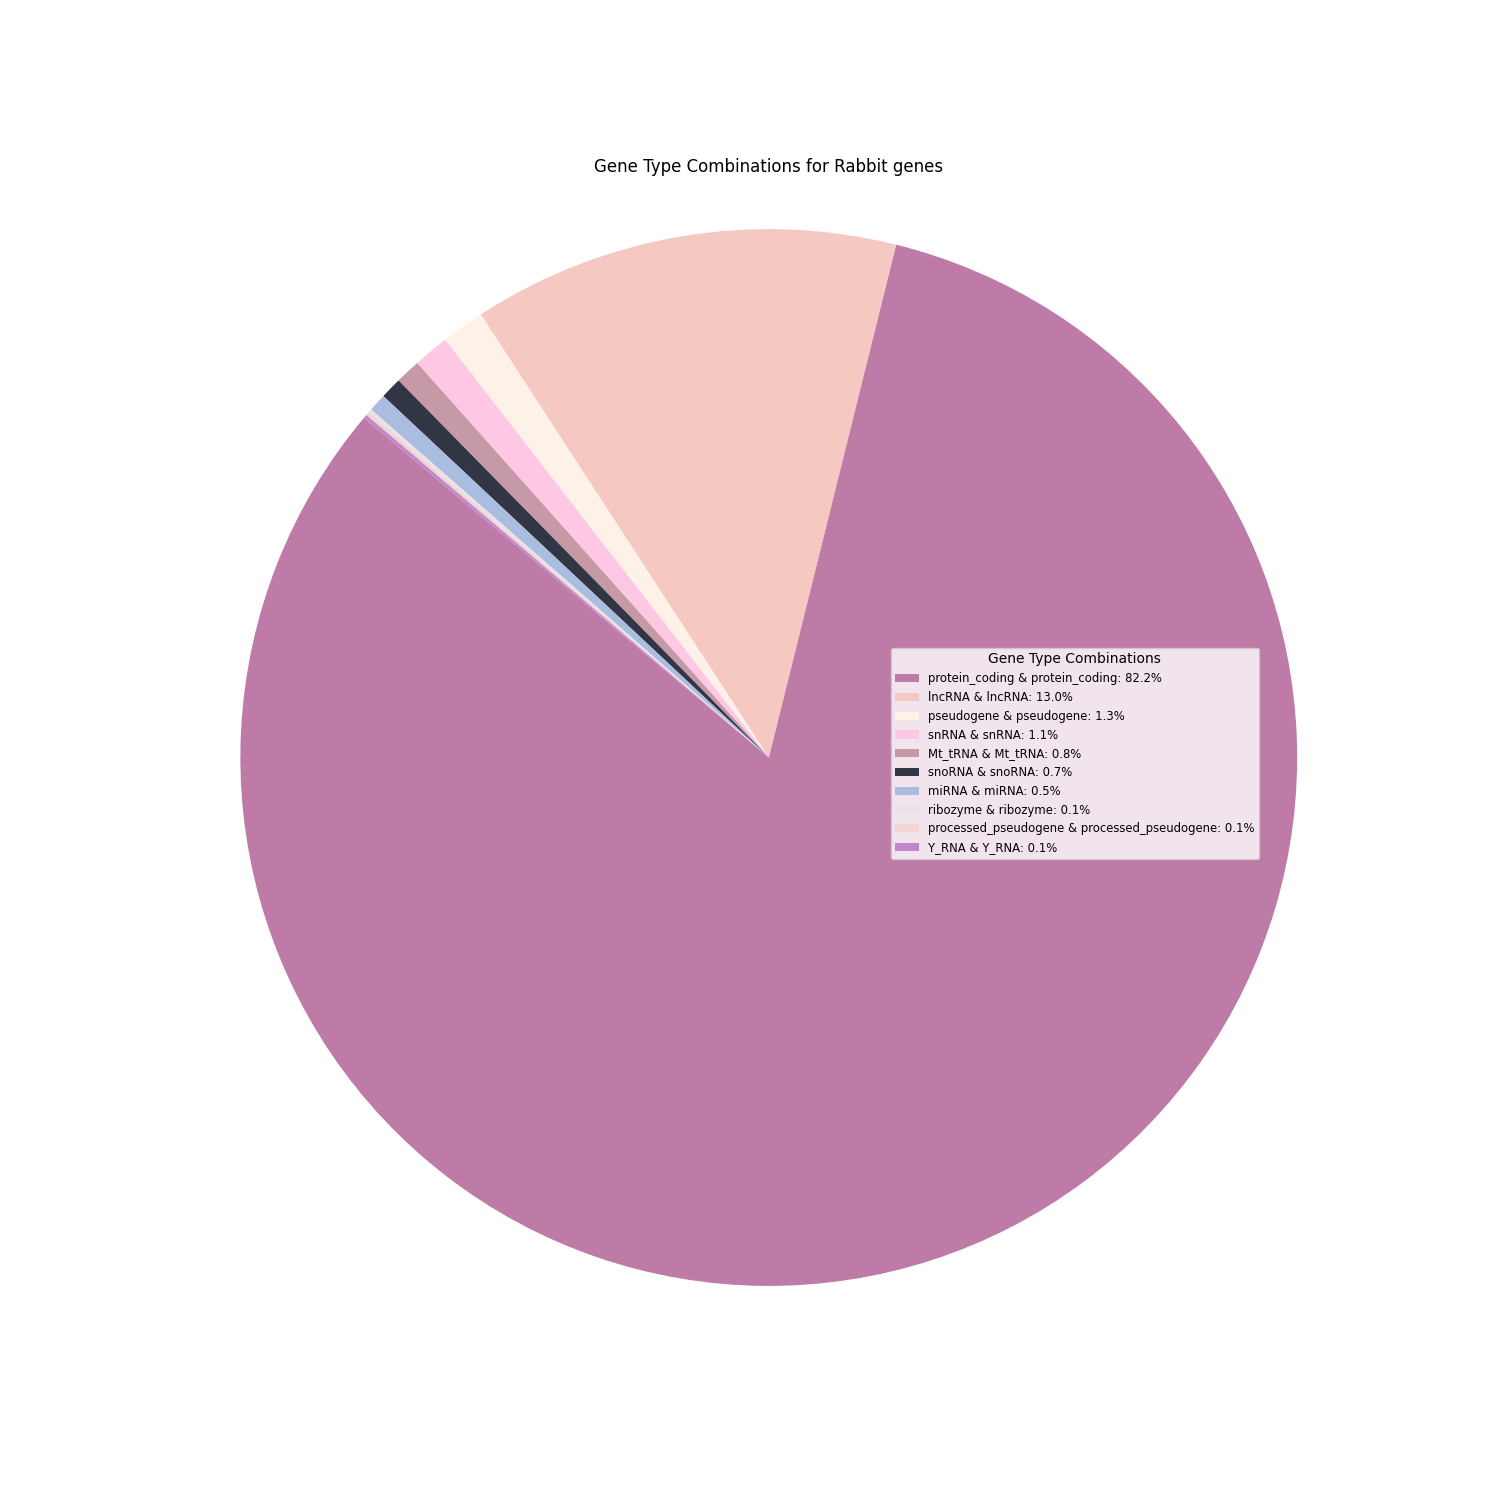 Gene Type Combinations for Rabbit genes
Gene Type Combinations
protein_coding & protein_coding: 82.2%
lncRNA & lncRNA: 13.0%
pseudogene & pseudogene: 1.3%
snRNA & snRNA: 1.1%
Mt_tRNA & Mt_tRNA: 0.8%
snoRNA & snoRNA: 0.7%
miRNA & miRNA: 0.5%
ribozyme & ribozyme: 0.1%
processed_pseudogene & processed_pseudogene: 0.1%
Y_RNA & Y_RNA: 0.1%